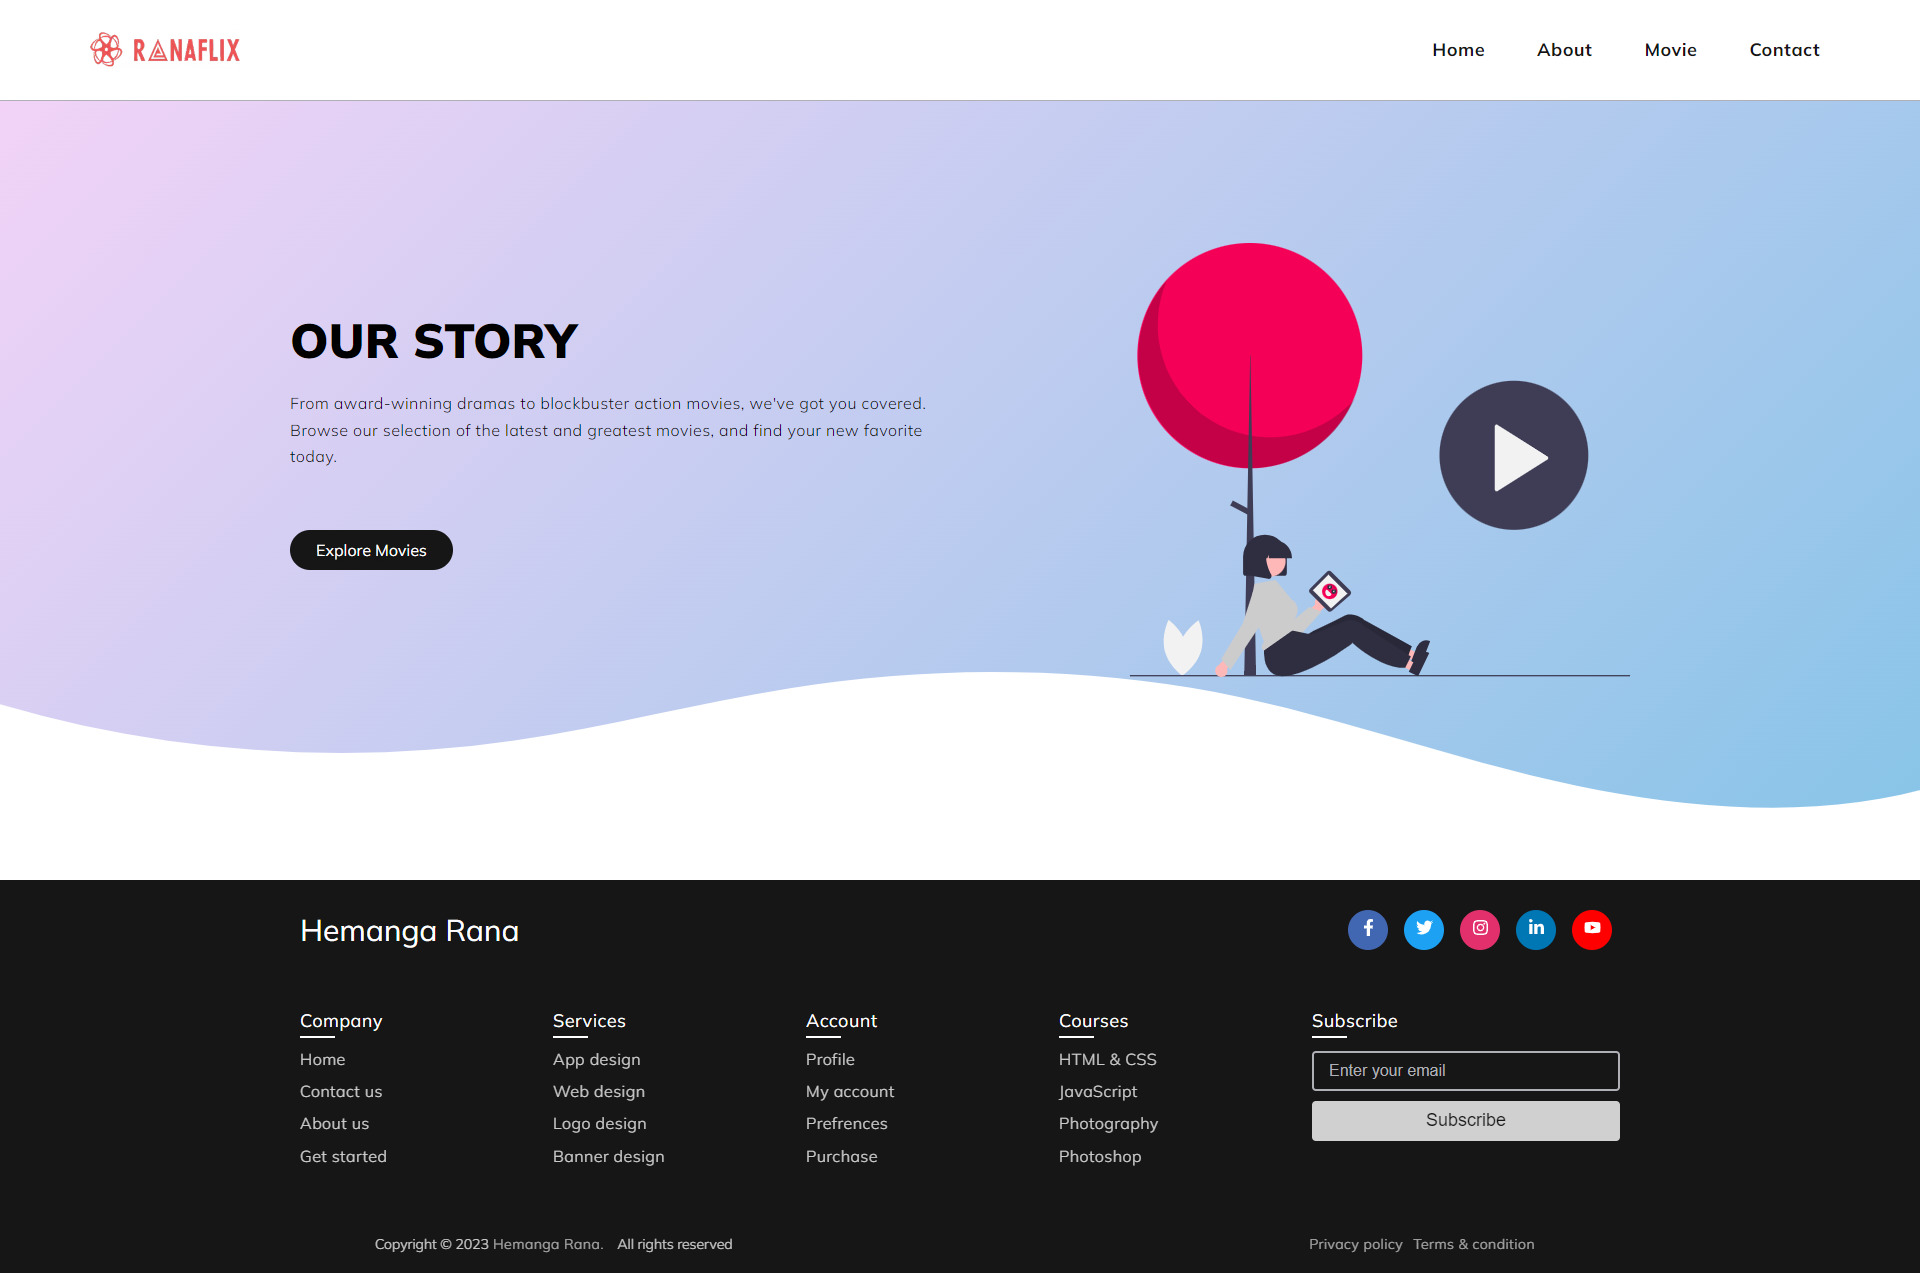 RANAFLIX
Home About Movie Contact
OUR STORY
From award-winning dramas to blockbuster action movies, we've got you covered.
Browse our selection of the latest and greatest movies, and find your new favorite
today.
Explore Movies
Hemanga Rana
Company
Home
Contact us
About us
Get started
Services
App design
Web design
Logo design
Banner design
Account
Profile
My account
Prefrences
Purchase
Courses
HTML & CSS
JavaScript
Photography
Photoshop
Subscribe
Enter your email
Subscribe
Copyright © 2023 Hemanga Rana. All rights reserved
Privacy policy Terms & condition